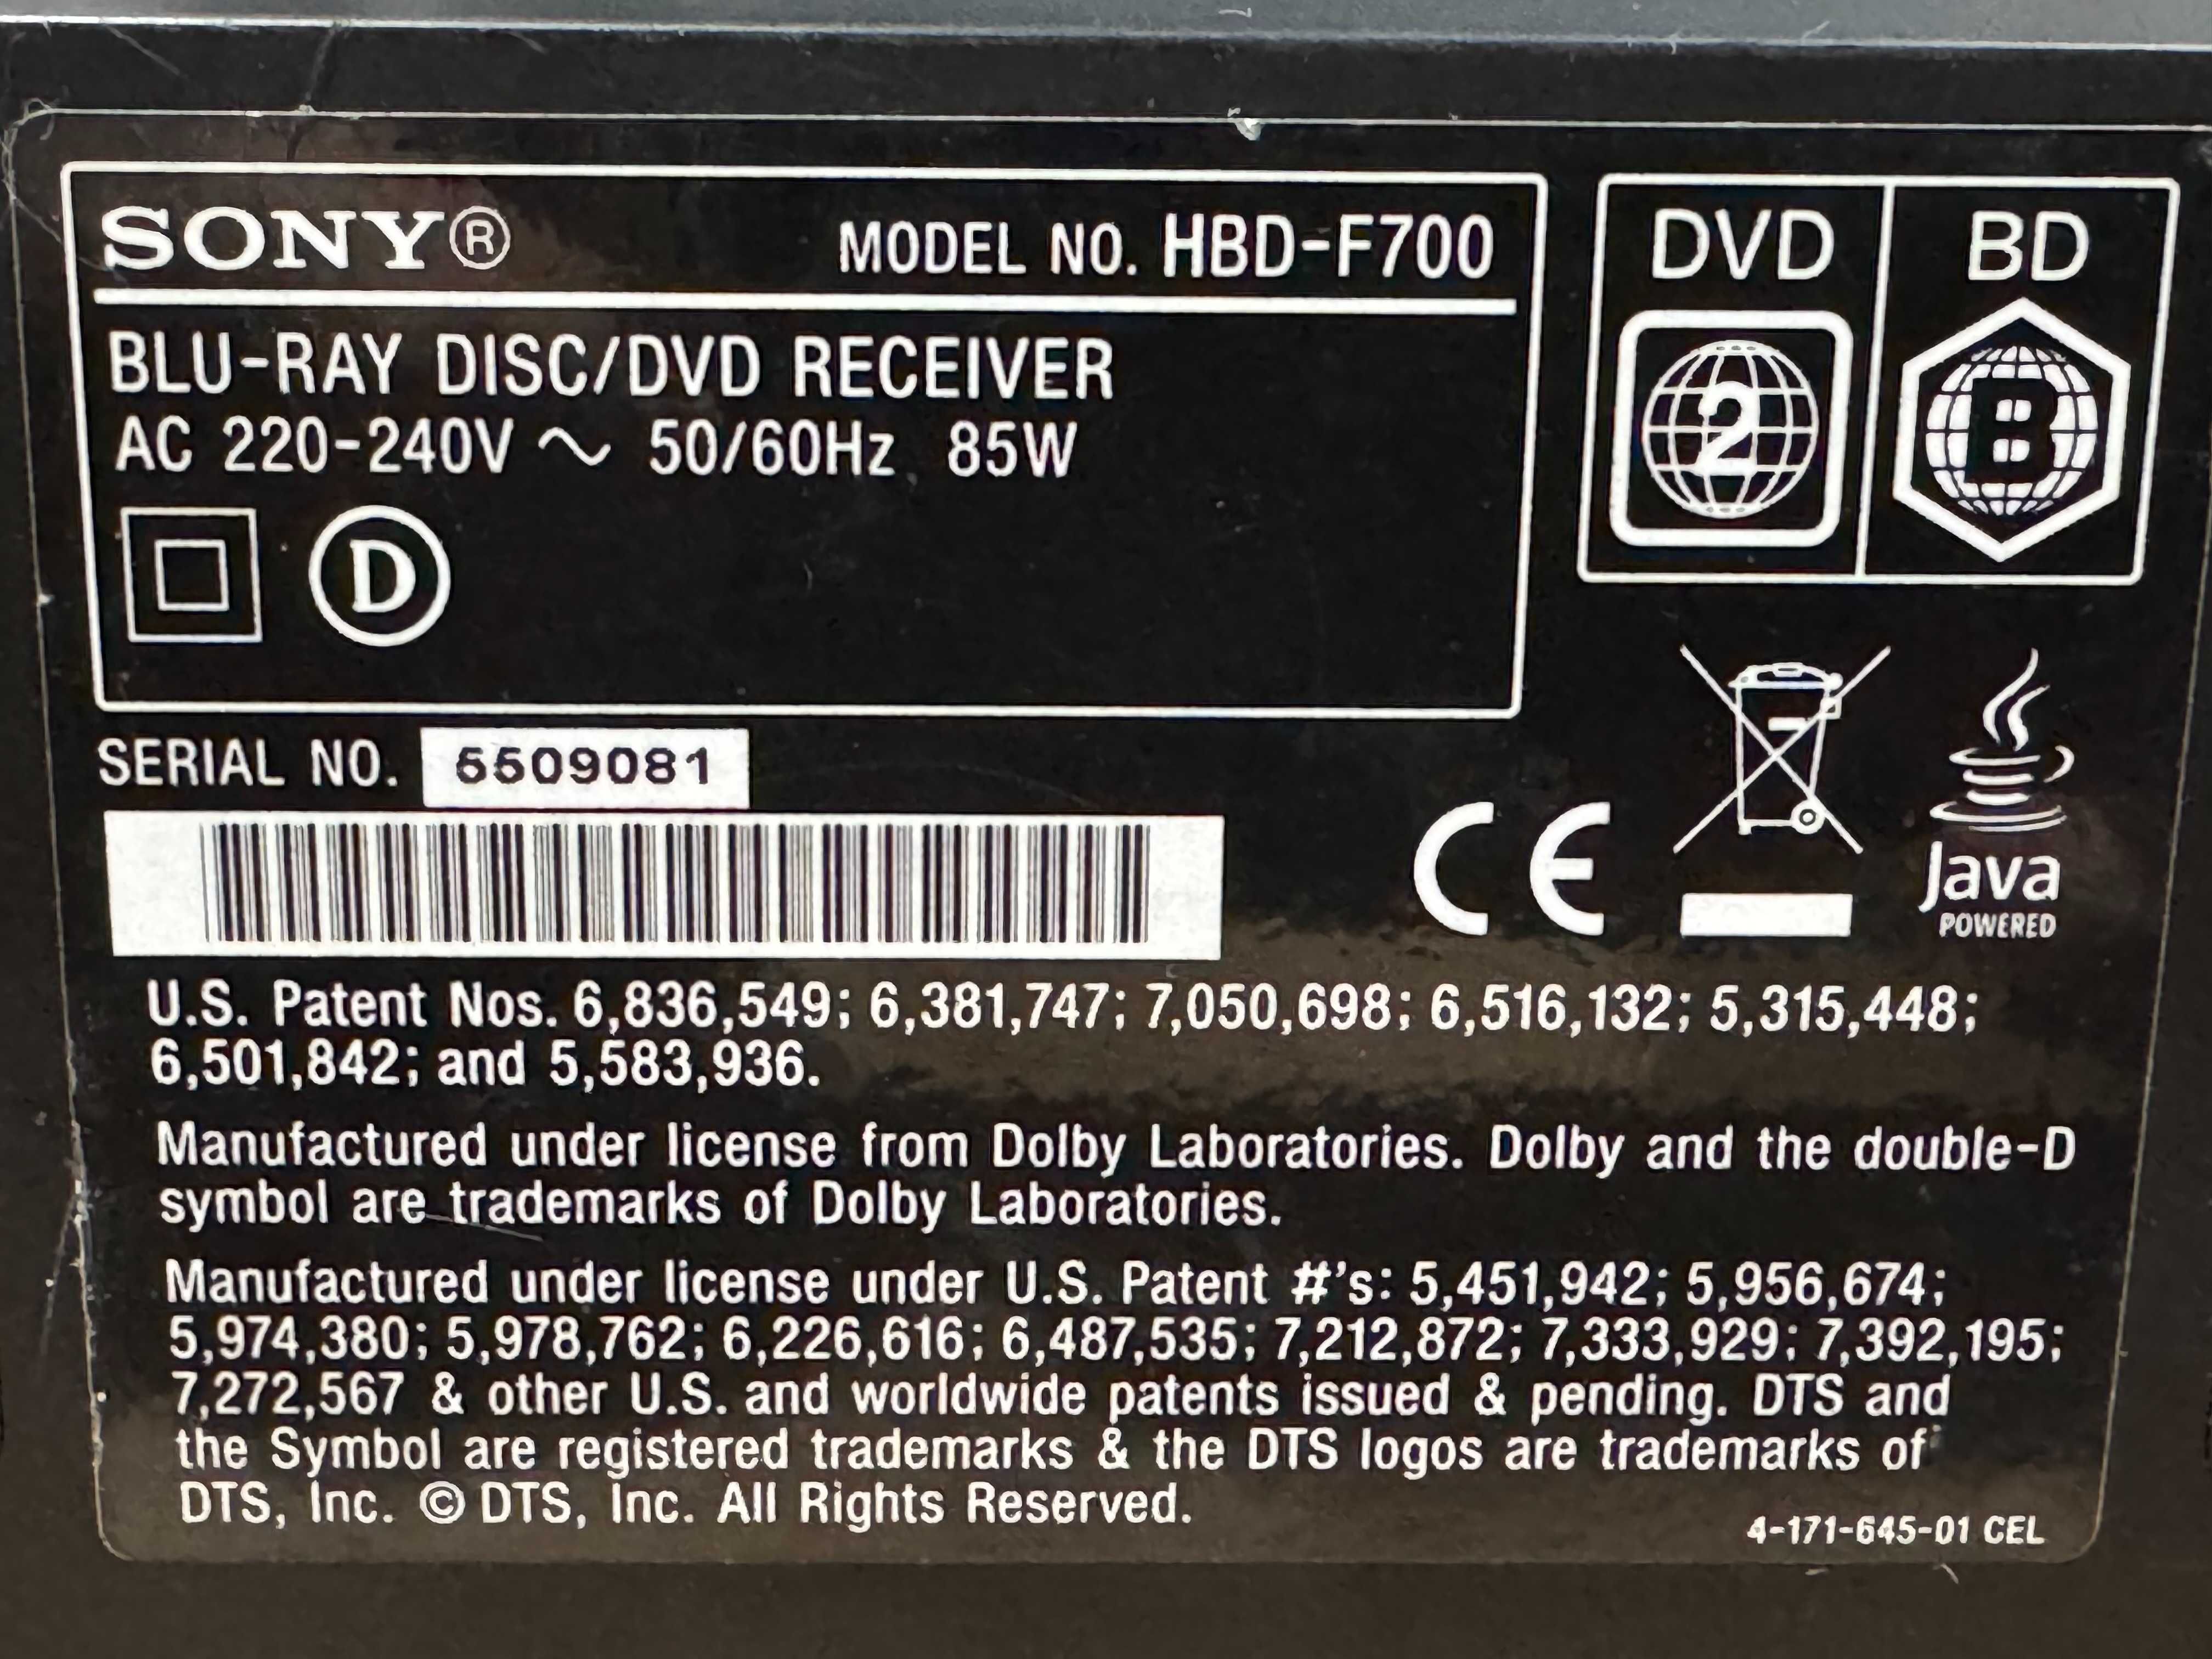 SONY® MODEL NO. HBD-F700
BLU-RAY DISC/DVD RECEIVER
AC 220-240V ~ 50/60Hz 85W
D
DVD BD
2 B
SERIAL NO. 5509081
CE
Java
POWERED
U.S. Patent Nos. 6,836,549; 6,381,747; 7,050,698; 6,516,132; 5,315,448;
6,501,842; and 5,583,936.
Manufactured under license from Dolby Laboratories. Dolby and the double-D
symbol are trademarks of Dolby Laboratories.
Manufactured under license under U.S. Patent #'s: 5,451,942; 5,956,674;
5,974,380; 5,978,762; 6,226,616; 6,487,535; 7,212,872; 7,333,929; 7,392,195;
7,272,567 & other U.S. and worldwide patents issued & pending. DTS and
the Symbol are registered trademarks & the DTS logos are trademarks of
DTS, Inc. © DTS, Inc. All Rights Reserved.
4-171-645-01 CEL